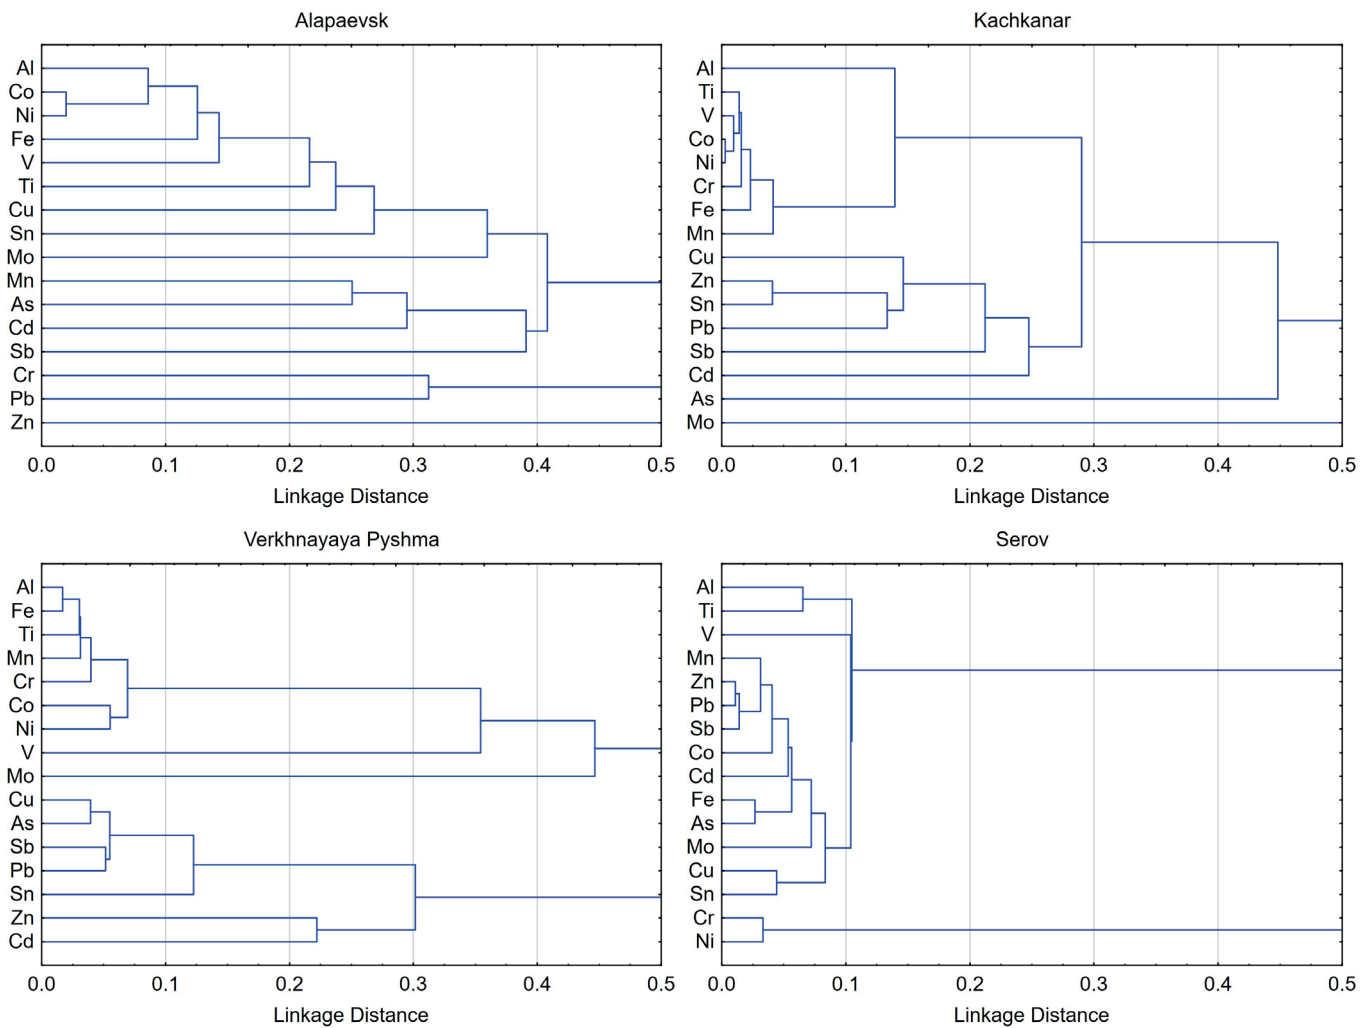 Alapaevsk
Al
Co
Ni
Fe
V
Ti
Cu
Sn
Mo
Mn
As
Cd
Sb
Cr
Pb
Zn
0.0 0.1 0.2 0.3 0.4 0.5
Linkage Distance
Kachkanar
Al
Ti
V
Co
Ni
Cr
Fe
Mn
Cu
Zn
Sn
Pb
Sb
Cd
As
Mo
0.0 0.1 0.2 0.3 0.4 0.5
Linkage Distance
Verkhnayaya Pyshma
Al
Fe
Ti
Mn
Cr
Co
Ni
V
Mo
Cu
As
Sb
Pb
Sn
Zn
Cd
0.0 0.1 0.2 0.3 0.4 0.5
Linkage Distance
Serov
Al
Ti
V
Mn
Zn
Pb
Sb
Co
Cd
Fe
As
Mo
Cu
Sn
Cr
Ni
0.0 0.1 0.2 0.3 0.4 0.5
Linkage Distance